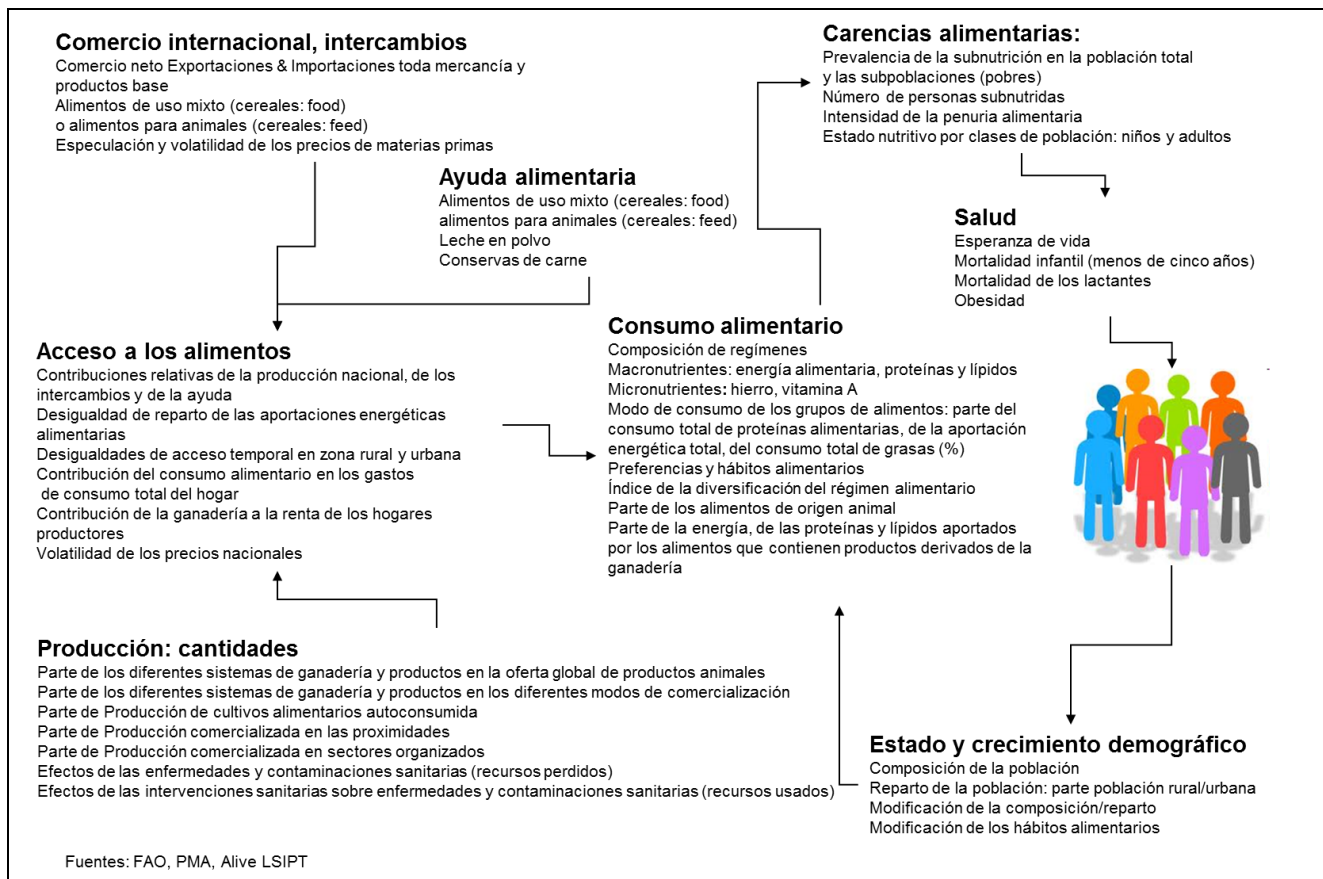 Comercio internacional, intercambios
Comercio neto Exportaciones & Importaciones toda mercancía y
productos base
Alimentos de uso mixto (cereales: food)
o alimentos para animales (cereales: feed)
Especulación y volatilidad de los precios de materias primas
Carencias alimentarias:
Prevalencia de la subnutrición en la población total
y las subpoblaciones (pobres)
Número de personas subnutridas
Intensidad de la penuria alimentaria
Estado nutritivo por clases de población: niños y adultos
Ayuda alimentaria
Alimentos de uso mixto (cereales: food)
alimentos para animales (cereales: feed)
Leche en polvo
Conservas de carne
Salud
Esperanza de vida
Mortalidad infantil (menos de cinco años)
Mortalidad de los lactantes
Obesidad
Acceso a los alimentos
Contribuciones relativas de la producción nacional, de los
intercambios y de la ayuda
Desigualdad de reparto de las aportaciones energéticas
alimentarias
Desigualdades de acceso temporal en zona rural y urbana
Contribución del consumo alimentario en los gastos
de consumo total del hogar
Contribución de la ganadería a la renta de los hogares
productores
Volatilidad de los precios nacionales
Consumo alimentario
Composición de regímenes
Macronutrientes: energía alimentaria, proteínas y lípidos
Micronutrientes: hierro, vitamina A
Modo de consumo de los grupos de alimentos: parte del
consumo total de proteínas alimentarias, de la aportación
energética total, del consumo total de grasas (%)
Preferencias y hábitos alimentarios
Índice de la diversificación del régimen alimentario
Parte de los alimentos de origen animal
Parte de la energía, de las proteínas y lípidos aportados
por los alimentos que contienen productos derivados de la
ganadería
Producción: cantidades
Parte de los diferentes sistemas de ganadería y productos en la oferta global de productos animales
Parte de los diferentes sistemas de ganadería y productos en los diferentes modos de comercialización
Parte de Producción de cultivos alimentarios autoconsumida
Parte de Producción comercializada en las proximidades
Parte de Producción comercializada en sectores organizados
Efectos de las enfermedades y contaminaciones sanitarias (recursos perdidos)
Efectos de las intervenciones sanitarias sobre enfermedades y contaminaciones sanitarias (recursos usados)
Estado y crecimiento demográfico
Composición de la población
Reparto de la población: parte población rural/urbana
Modificación de la composición/reparto
Modificación de los hábitos alimentarios
Fuentes: FAO, PMA, Alive LSIPT